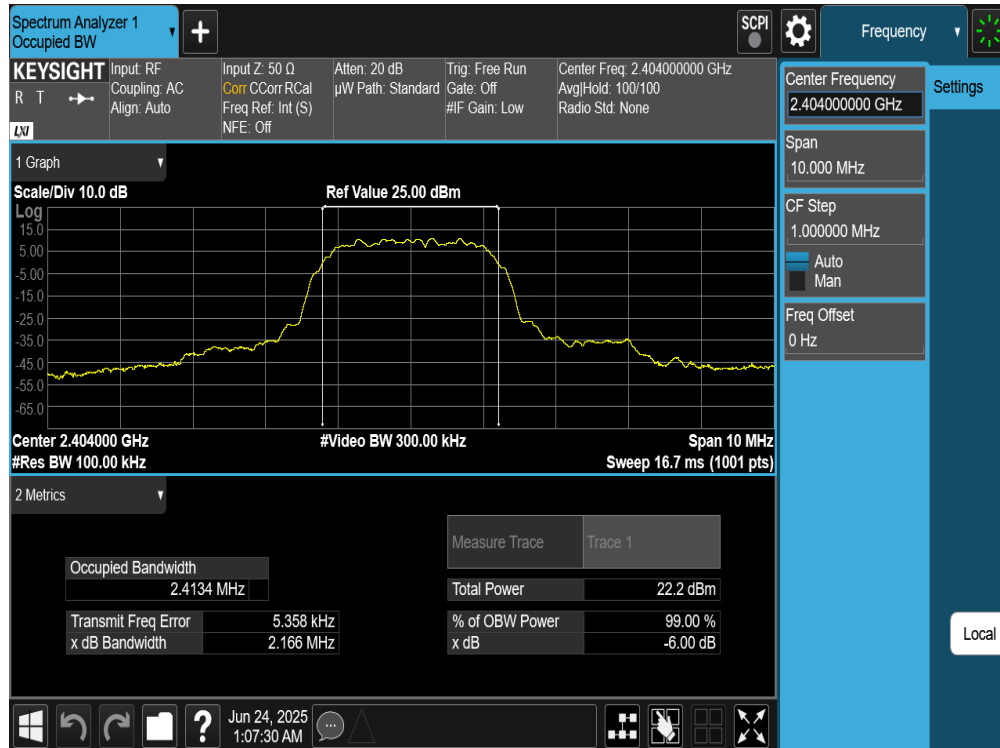 Spectrum Analyzer 1
Occupied BW
+
SCPI
Frequency
KEYSIGHT
R T
LXI
Input: RF
Coupling: AC
Align: Auto
Input Z: 50 Ω
Corr CCorr RCal
Freq Ref: Int (S)
NFE: Off
Atten: 20 dB
µW Path: Standard
Trig: Free Run
Gate: Off
#IF Gain: Low
Center Freq: 2.404000000 GHz
Avg|Hold: 100/100
Radio Std: None
Center Frequency
2.404000000 GHz
Settings
Span
10.000 MHz
CF Step
1.000000 MHz
Auto
Man
Freq Offset
0 Hz
1 Graph
Scale/Div 10.0 dB
Ref Value 25.00 dBm
Log
15.0
5.00
-5.00
-15.0
-25.0
-35.0
-45.0
-55.0
-65.0
Center 2.404000 GHz
#Video BW 300.00 kHz
Span 10 MHz
#Res BW 100.00 kHz
Sweep 16.7 ms (1001 pts)
2 Metrics
Measure Trace
Trace 1
Occupied Bandwidth
2.4134 MHz
Total Power
22.2 dBm
Transmit Freq Error
5.358 kHz
% of OBW Power
99.00 %
x dB Bandwidth
2.166 MHz
x dB
-6.00 dB
Local
?
Jun 24, 2025
1:07:30 AM